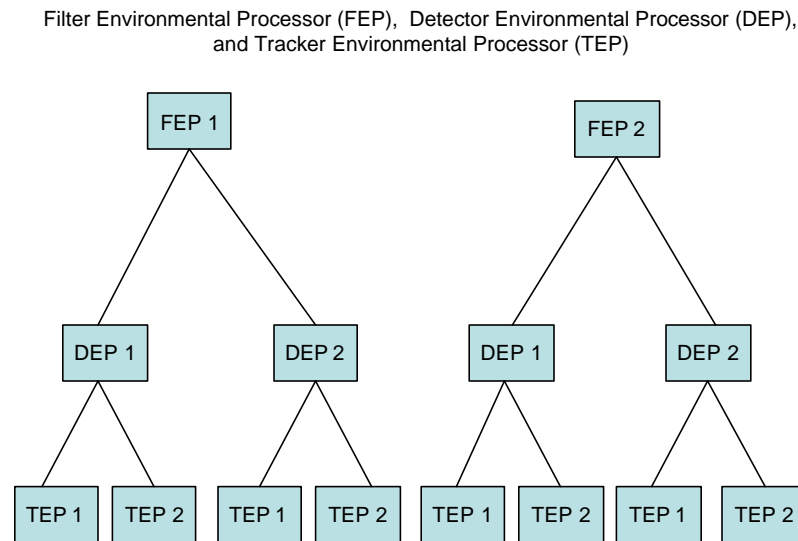 Filter Environmental Processor (FEP), Detector Environmental Processor (DEP),
and Tracker Environmental Processor (TEP)
FEP 1
FEP 2
DEP 1
DEP 2
DEP 1
DEP 2
TEP 1
TEP 2
TEP 1
TEP 2
TEP 1
TEP 2
TEP 1
TEP 2